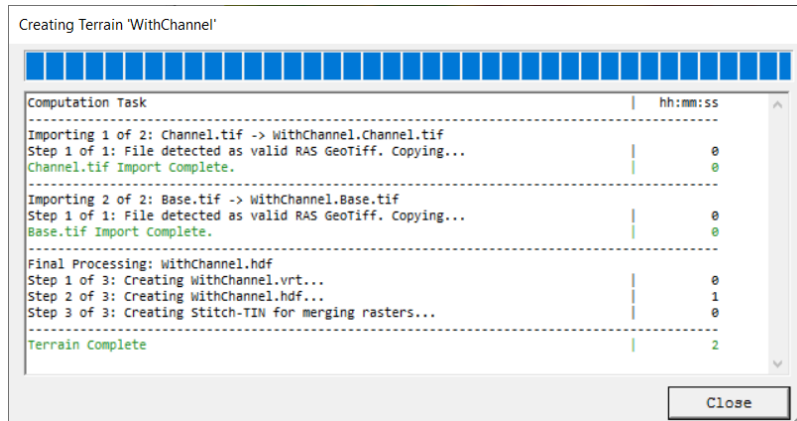 Creating Terrain 'WithChannel'
Computation Task | hh:mm:ss
Importing 1 of 2: Channel.tif -> WithChannel.Channel.tif
Step 1 of 1: File detected as valid RAS GeoTiff. Copying... | 0
Channel.tif Import Complete. | 0
Importing 2 of 2: Base.tif -> WithChannel.Base.tif
Step 1 of 1: File detected as valid RAS GeoTiff. Copying... | 0
Base.tif Import Complete. | 0
Final Processing: WithChannel.hdf
Step 1 of 3: Creating WithChannel.vrt... | 0
Step 2 of 3: Creating WithChannel.hdf... | 1
Step 3 of 3: Creating Stitch-TIN for merging rasters... | 0
Terrain Complete | 2
Close